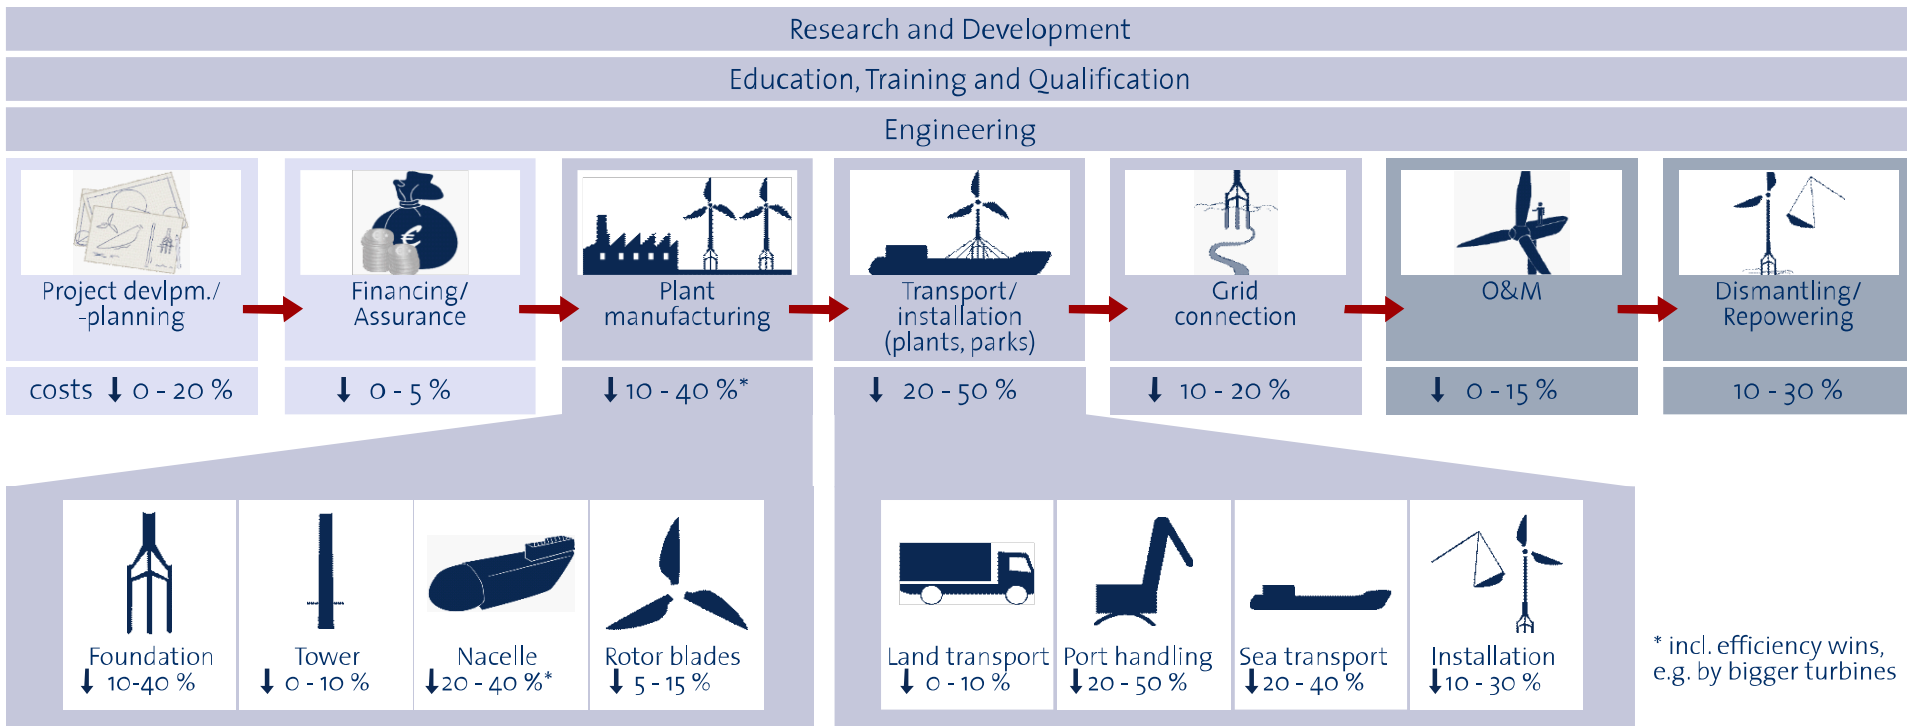 Research and Development
Education, Training and Qualification
Engineering
Project devlpm./
-planning
Financing/
Assurance
Plant
manufacturing
Transport/
installation
(plants, parks)
Grid
connection
O&M
Dismantling/
Repowering
costs ↓ 0 - 20 %
↓ 0 - 5 %
↓ 10 - 40 %*
↓ 20 - 50%
↓ 10 - 20 %
↓ 0 - 15 %
10 - 30 %
Foundation
↓ 10-40 %
Tower
↓ 0 - 10 %
Nacelle
↓ 20 - 40 %*
Rotor blades
↓ 5 - 15 %
Land transport
↓ 0 - 10 %
Port handling
↓ 20 - 50 %
Sea transport
↓ 20 - 40 %
Installation
↓ 10 - 30 %
* incl. efficiency wins,
e.g. by bigger turbines
€